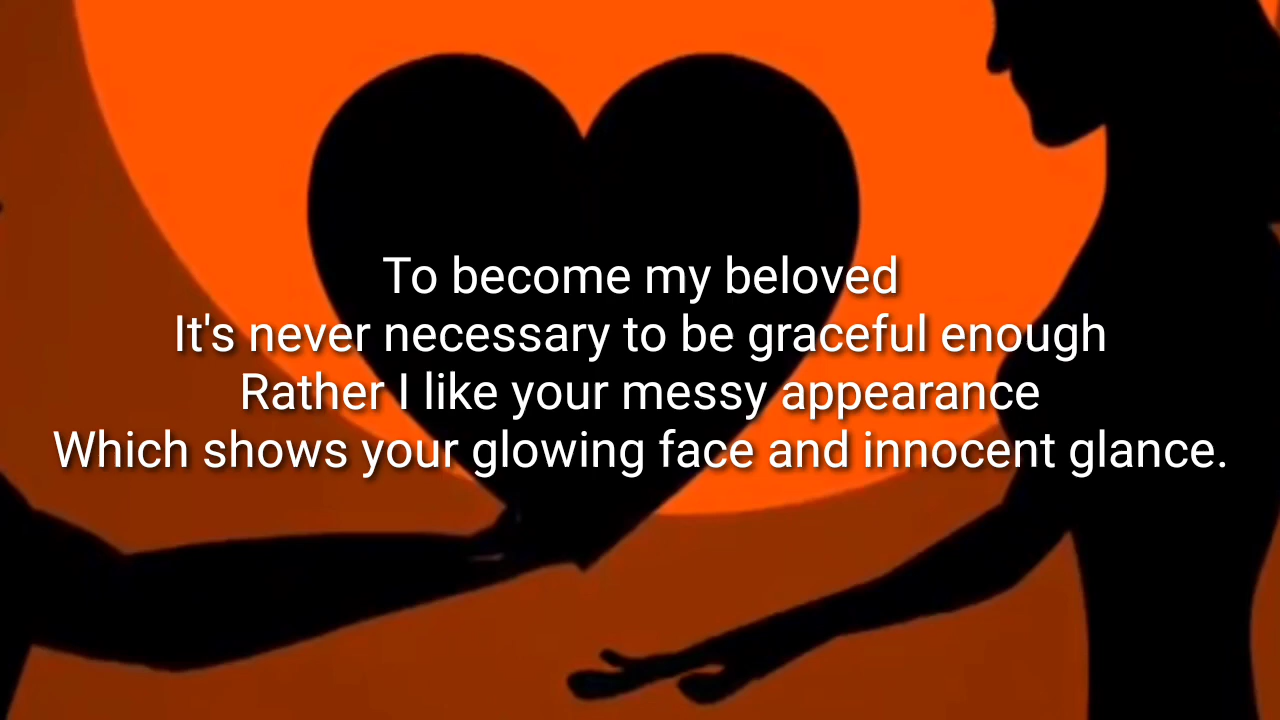 To become my beloved
It's never necessary to be graceful enough
Rather I like your messy appearance
Which shows your glowing face and innocent glance.